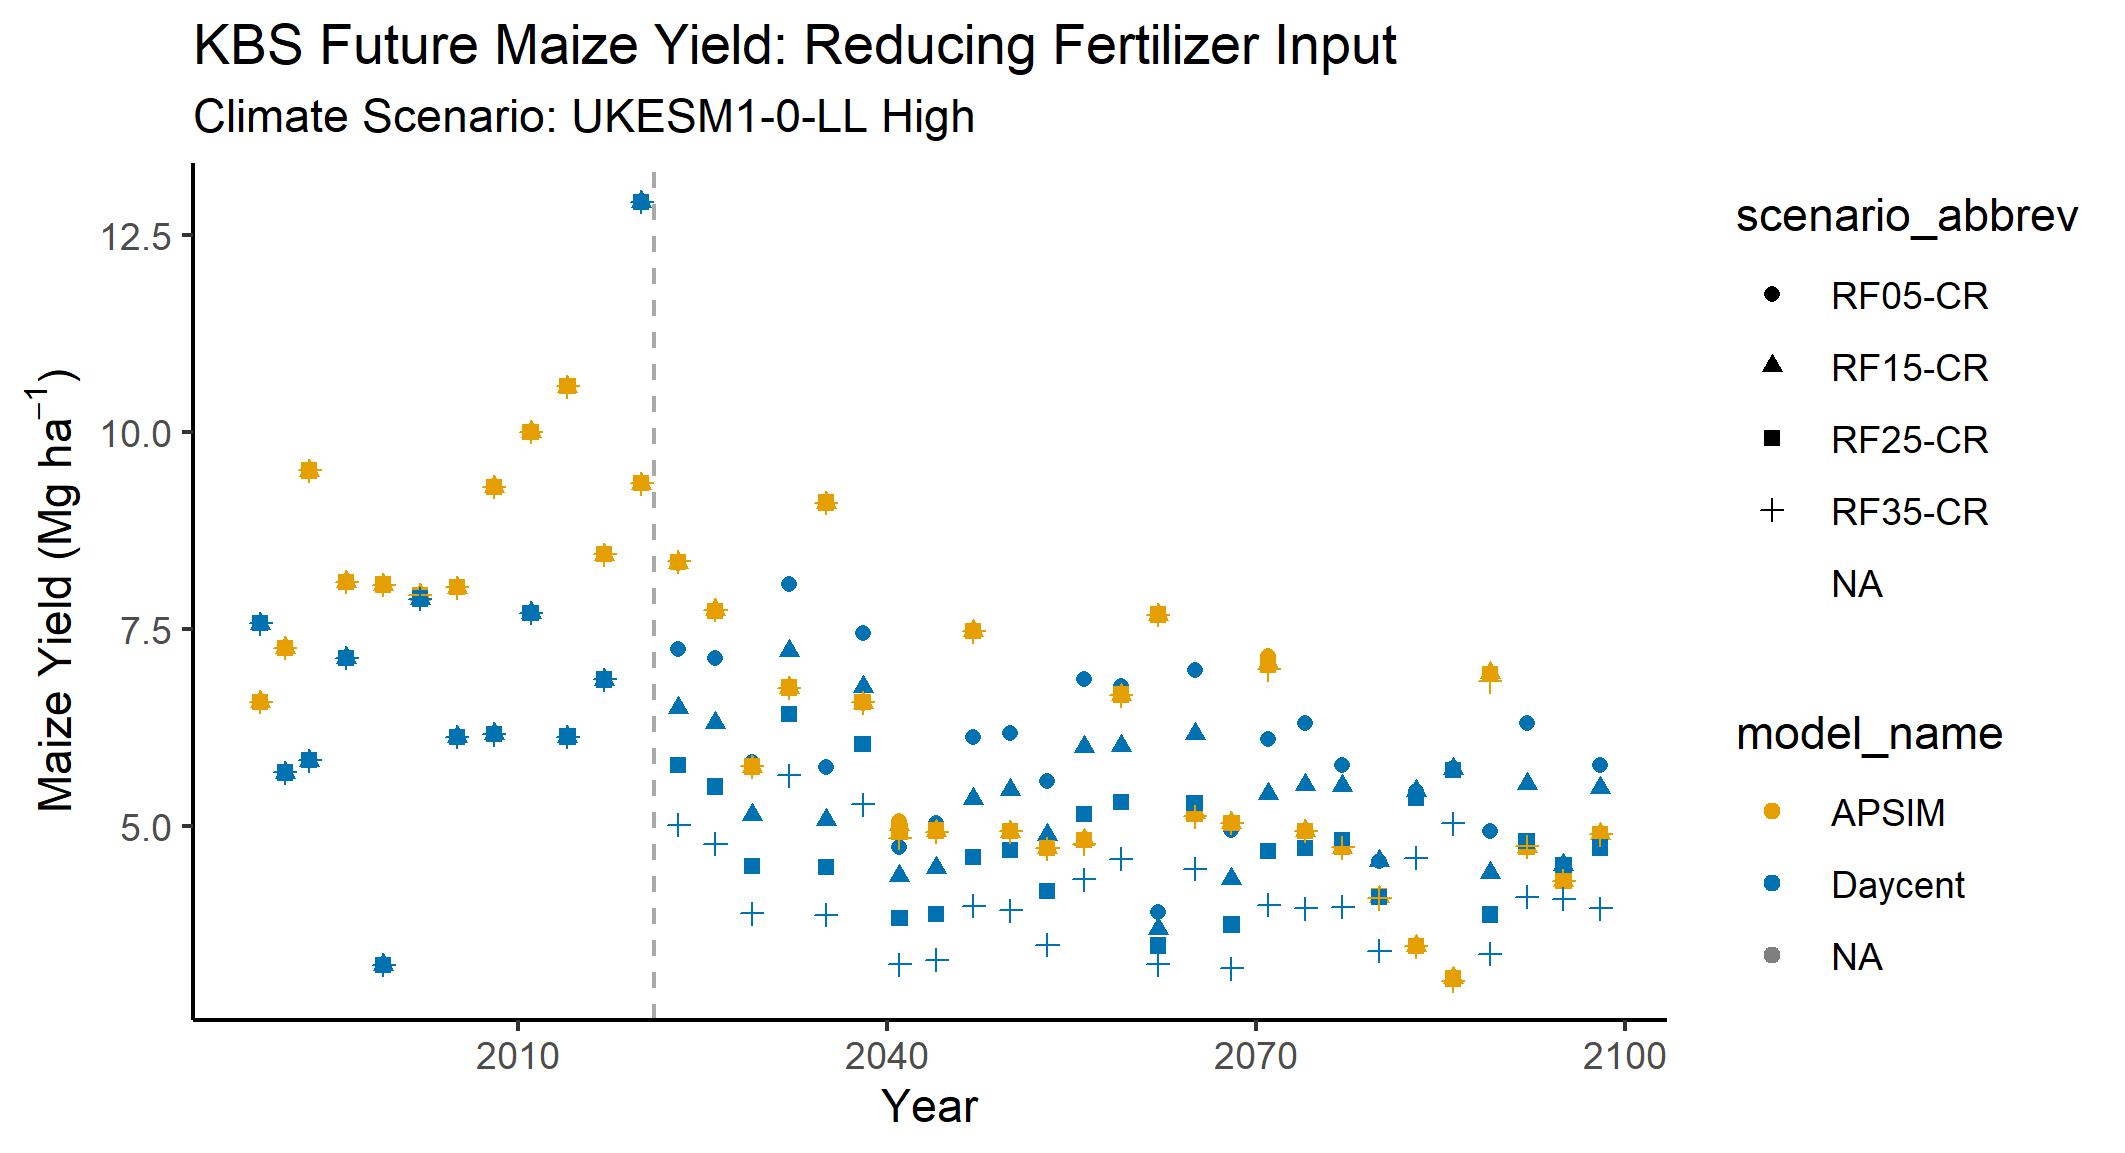 KBS Future Maize Yield: Reducing Fertilizer Input
Climate Scenario: UKESM1-0-LL High
Maize Yield (Mg ha⁻¹)
12.5
10.0
7.5
5.0
2010
2040
2070
2100
Year
scenario_abbrev
RF05-CR
RF15-CR
RF25-CR
RF35-CR
NA
model_name
APSIM
Daycent
NA